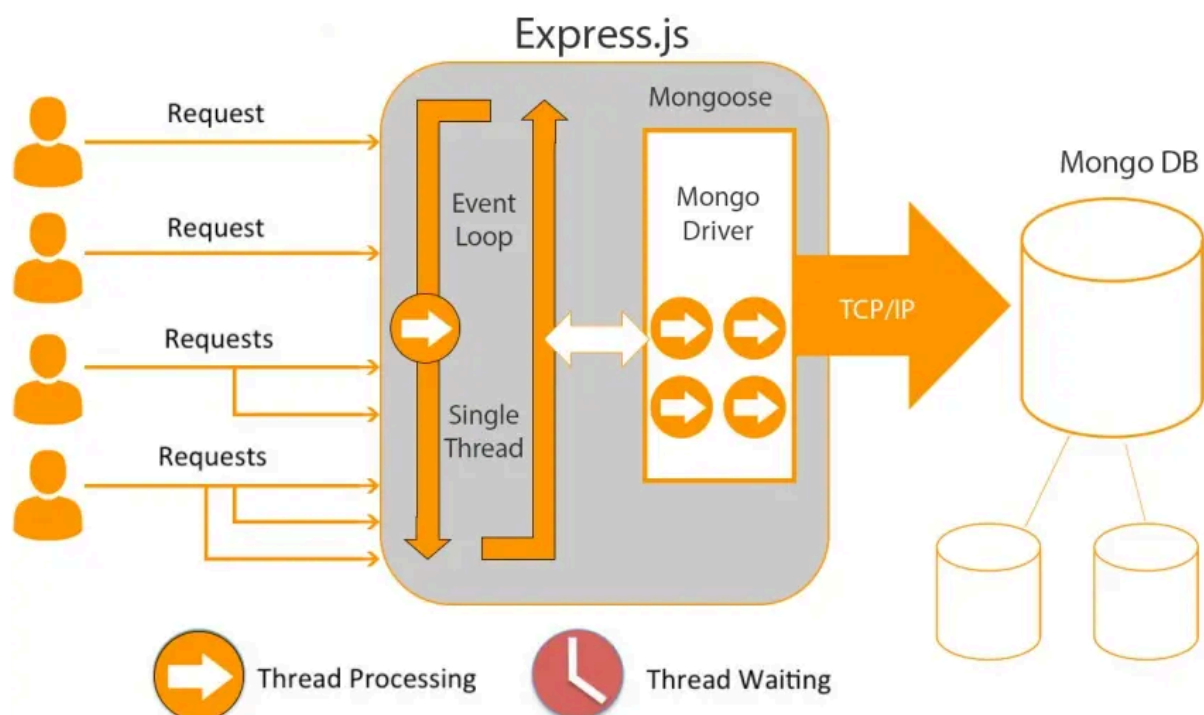 Express.js
Request
Mongoose
Mongo DB
Event
Loop
Mongo
Driver
Request
TCP/IP
Requests
Single
Thread
Requests
Thread Processing
Thread Waiting